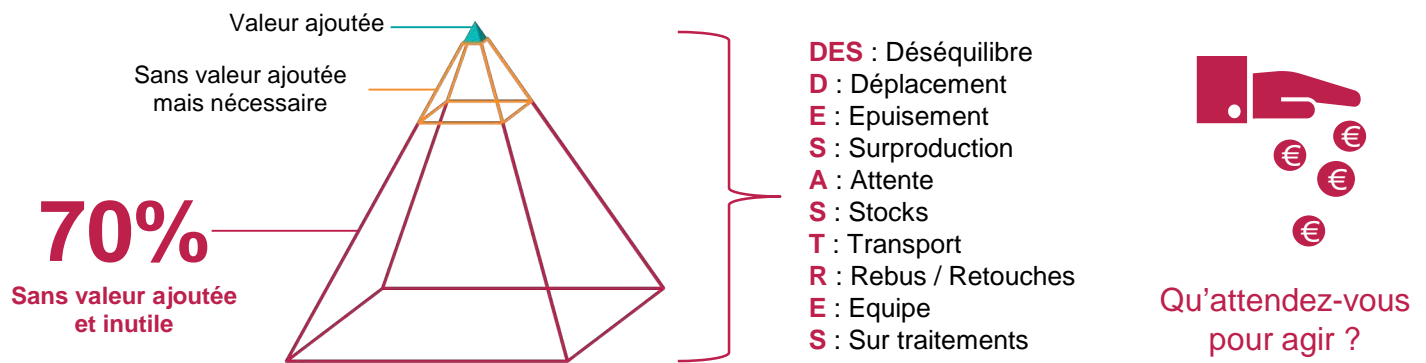 Valeur ajoutée
Sans valeur ajoutée
mais nécessaire
70%
Sans valeur ajoutée
et inutile
DES : Déséquilibre
D : Déplacement
E : Epuisement
S : Surproduction
A : Attente
S : Stocks
T : Transport
R : Rebus / Retouches
E : Equipe
S : Sur traitements
€
€
€
€
Qu’attendez-vous
pour agir ?